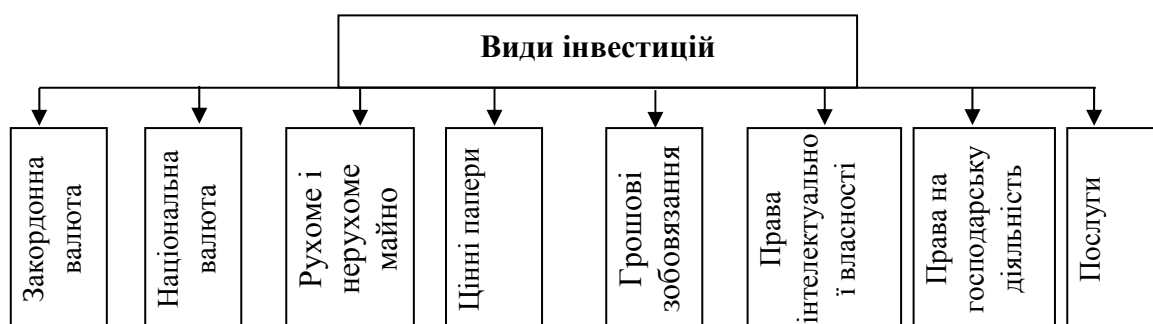 Види інвестицій
Закордонна
валюта
Національна
валюта
Рухоме і
нерухоме
майно
Цінні папери
Грошові
зобовязання
Права
інтелектуально
ї власності
Права на
господарську
діяльність
Послуги